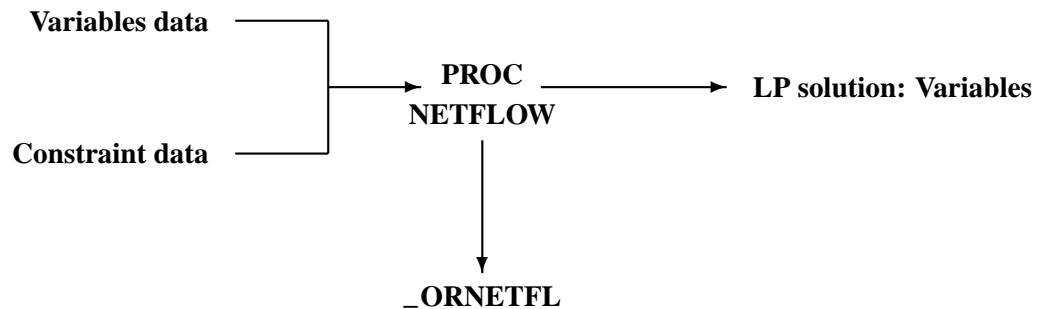 Variables data
PROC
NETFLOW
LP solution: Variables
Constraint data
_ORNETFL